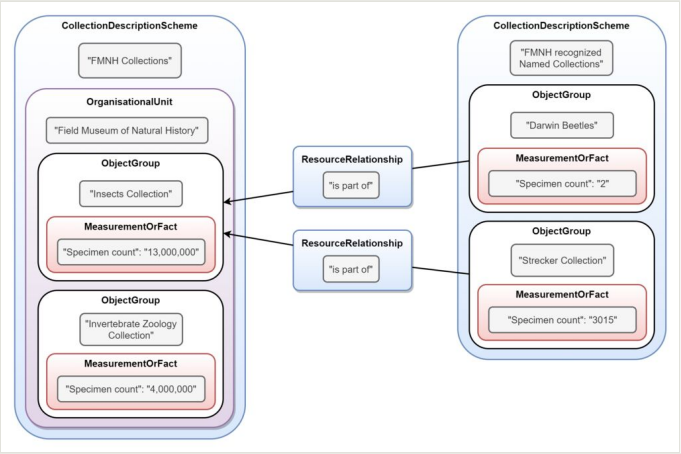 CollectionDescriptionScheme
"FMNH Collections"
OrganisationalUnit
"Field Museum of Natural History"
ObjectGroup
"Insects Collection"
MeasurementOrFact
"Specimen count": "13,000,000"
ObjectGroup
"Invertebrate Zoology
Collection"
MeasurementOrFact
"Specimen count": "4,000,000"
ResourceRelationship
"is part of"
ResourceRelationship
"is part of"
CollectionDescriptionScheme
"FMNH recognized
Named Collections"
ObjectGroup
"Darwin Beetles"
MeasurementOrFact
"Specimen count": "2"
ObjectGroup
"Strecker Collection"
MeasurementOrFact
"Specimen count": "3015"